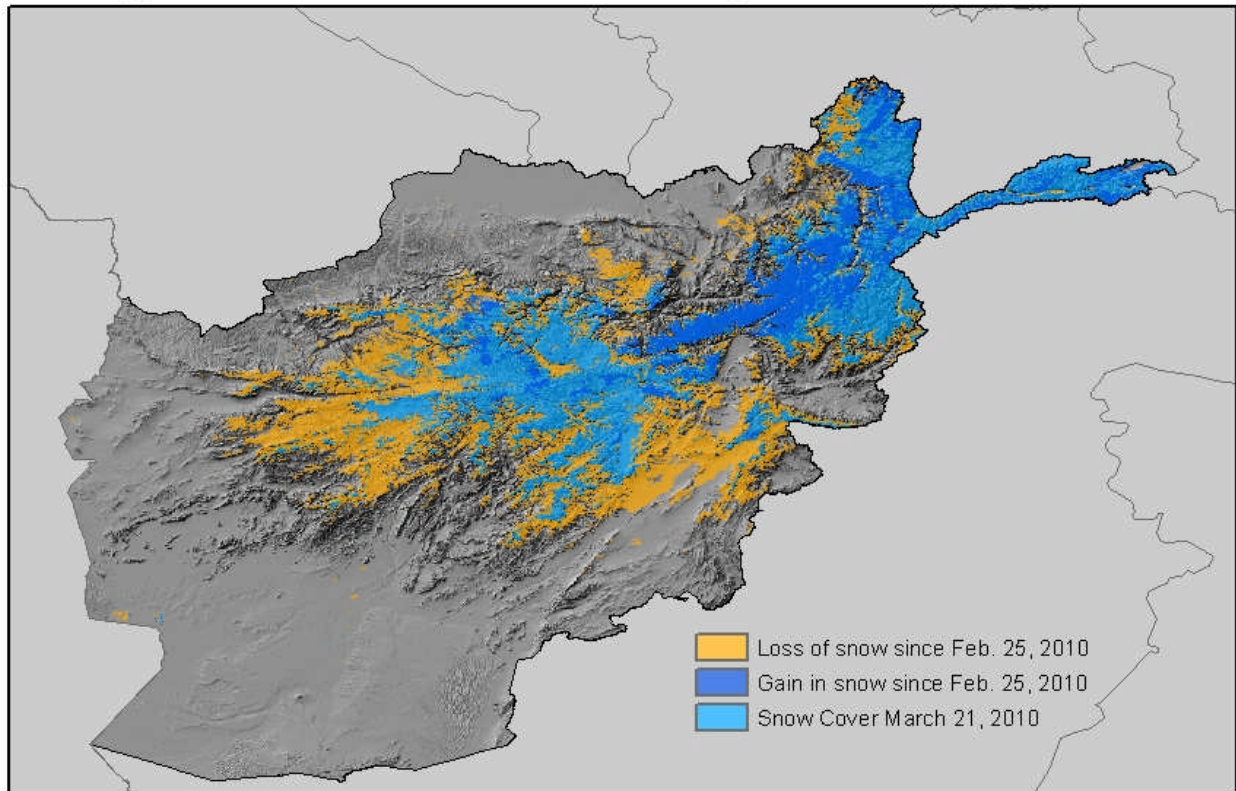 Loss of snow since Feb. 25, 2010
Gain in snow since Feb. 25, 2010
Snow Cover March 21, 2010